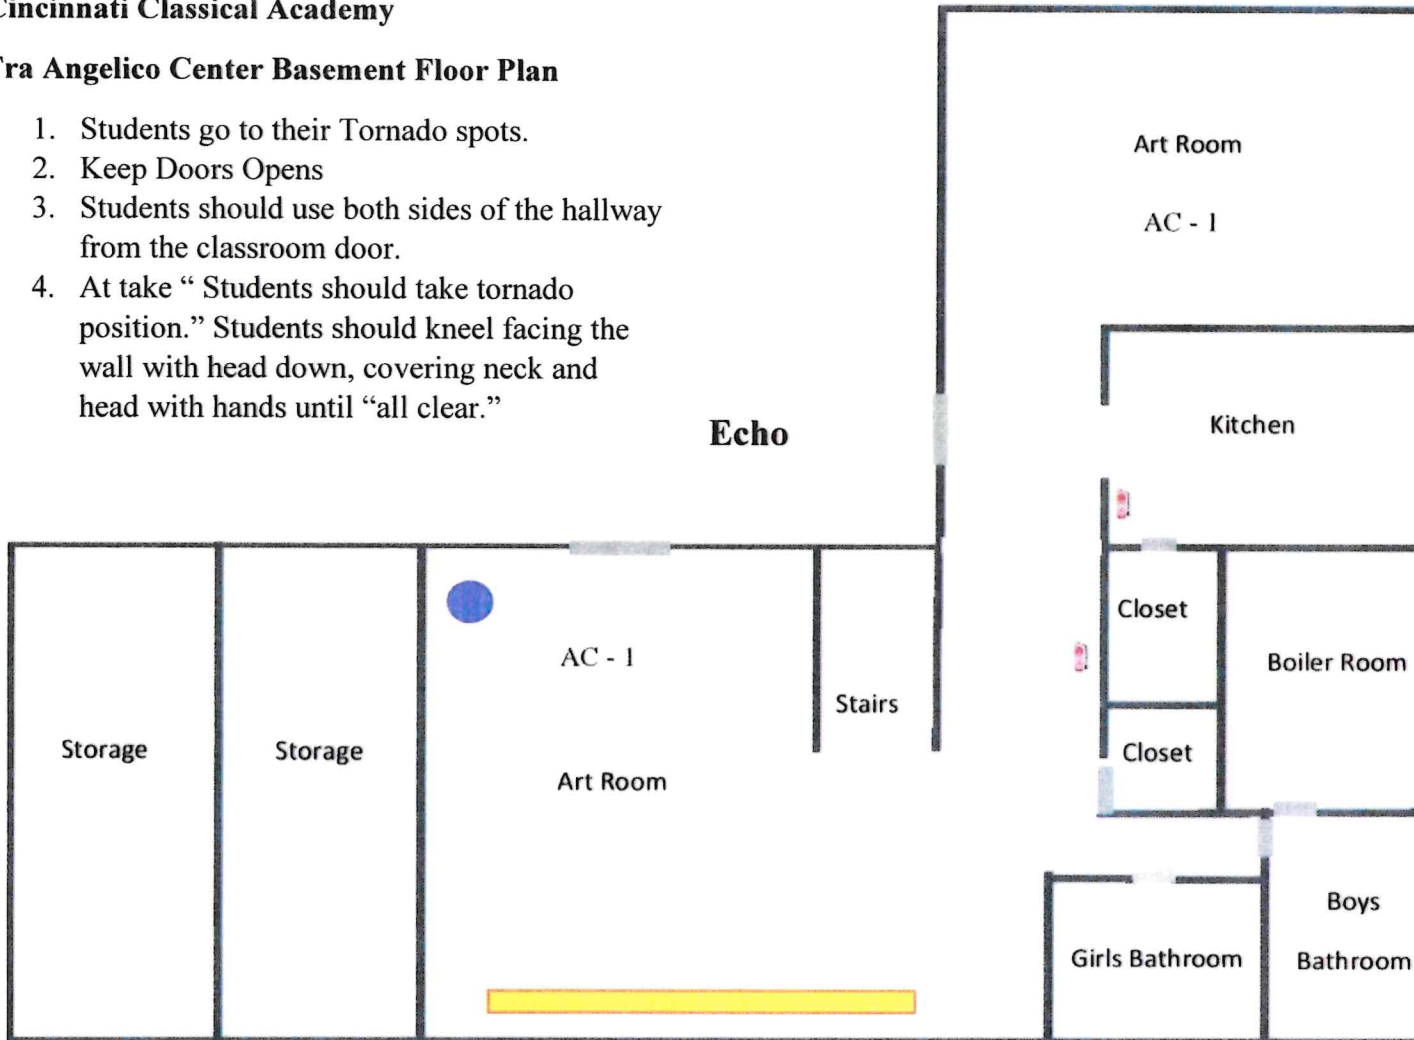 Cincinnati Classical Academy
Fra Angelico Center Basement Floor Plan
1. Students go to their Tornado spots.
2. Keep Doors Opens
3. Students should use both sides of the hallway
from the classroom door.
4. At take “ Students should take tornado
position.” Students should kneel facing the
wall with head down, covering neck and
head with hands until “all clear.”
Echo
Art Room
AC - 1
Kitchen
Closet
Boiler Room
Closet
AC - 1
Stairs
Storage
Storage
Art Room
Boys
Bathroom
Girls Bathroom